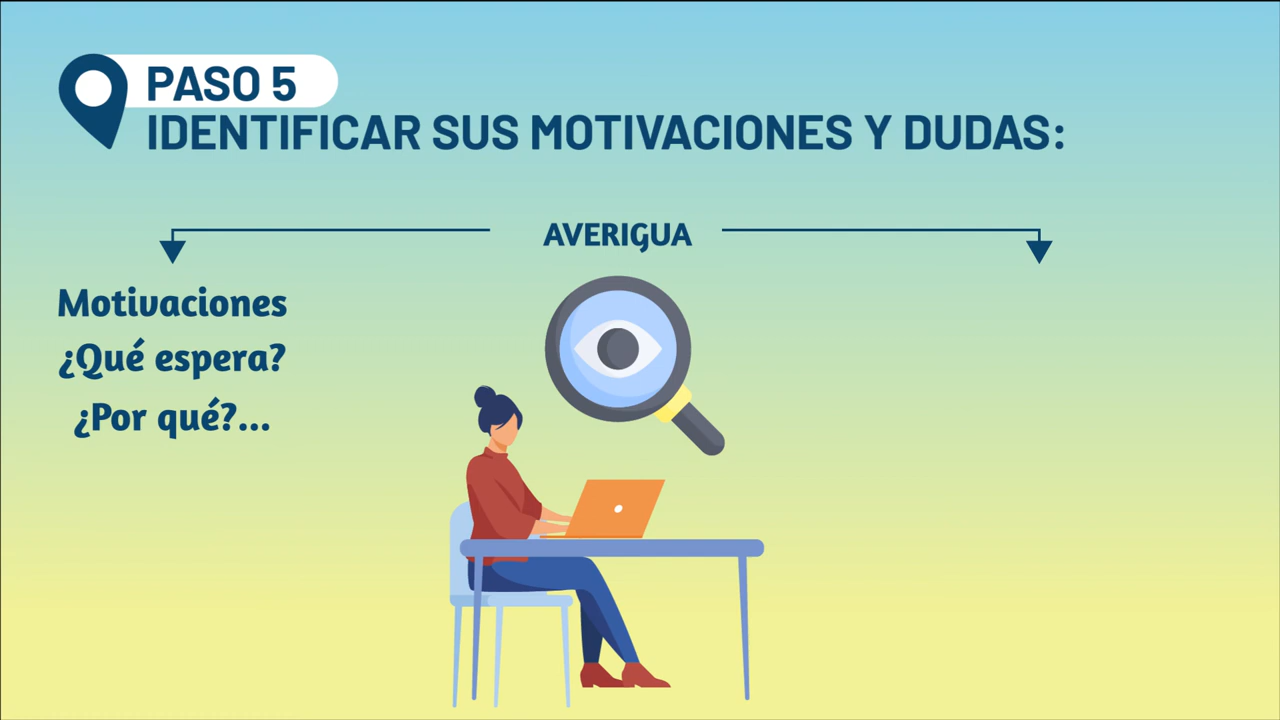 PASO 5
IDENTIFICAR SUS MOTIVACIONES Y DUDAS:
AVERIGUA
Motivaciones
¿Qué espera?
¿Por qué?...